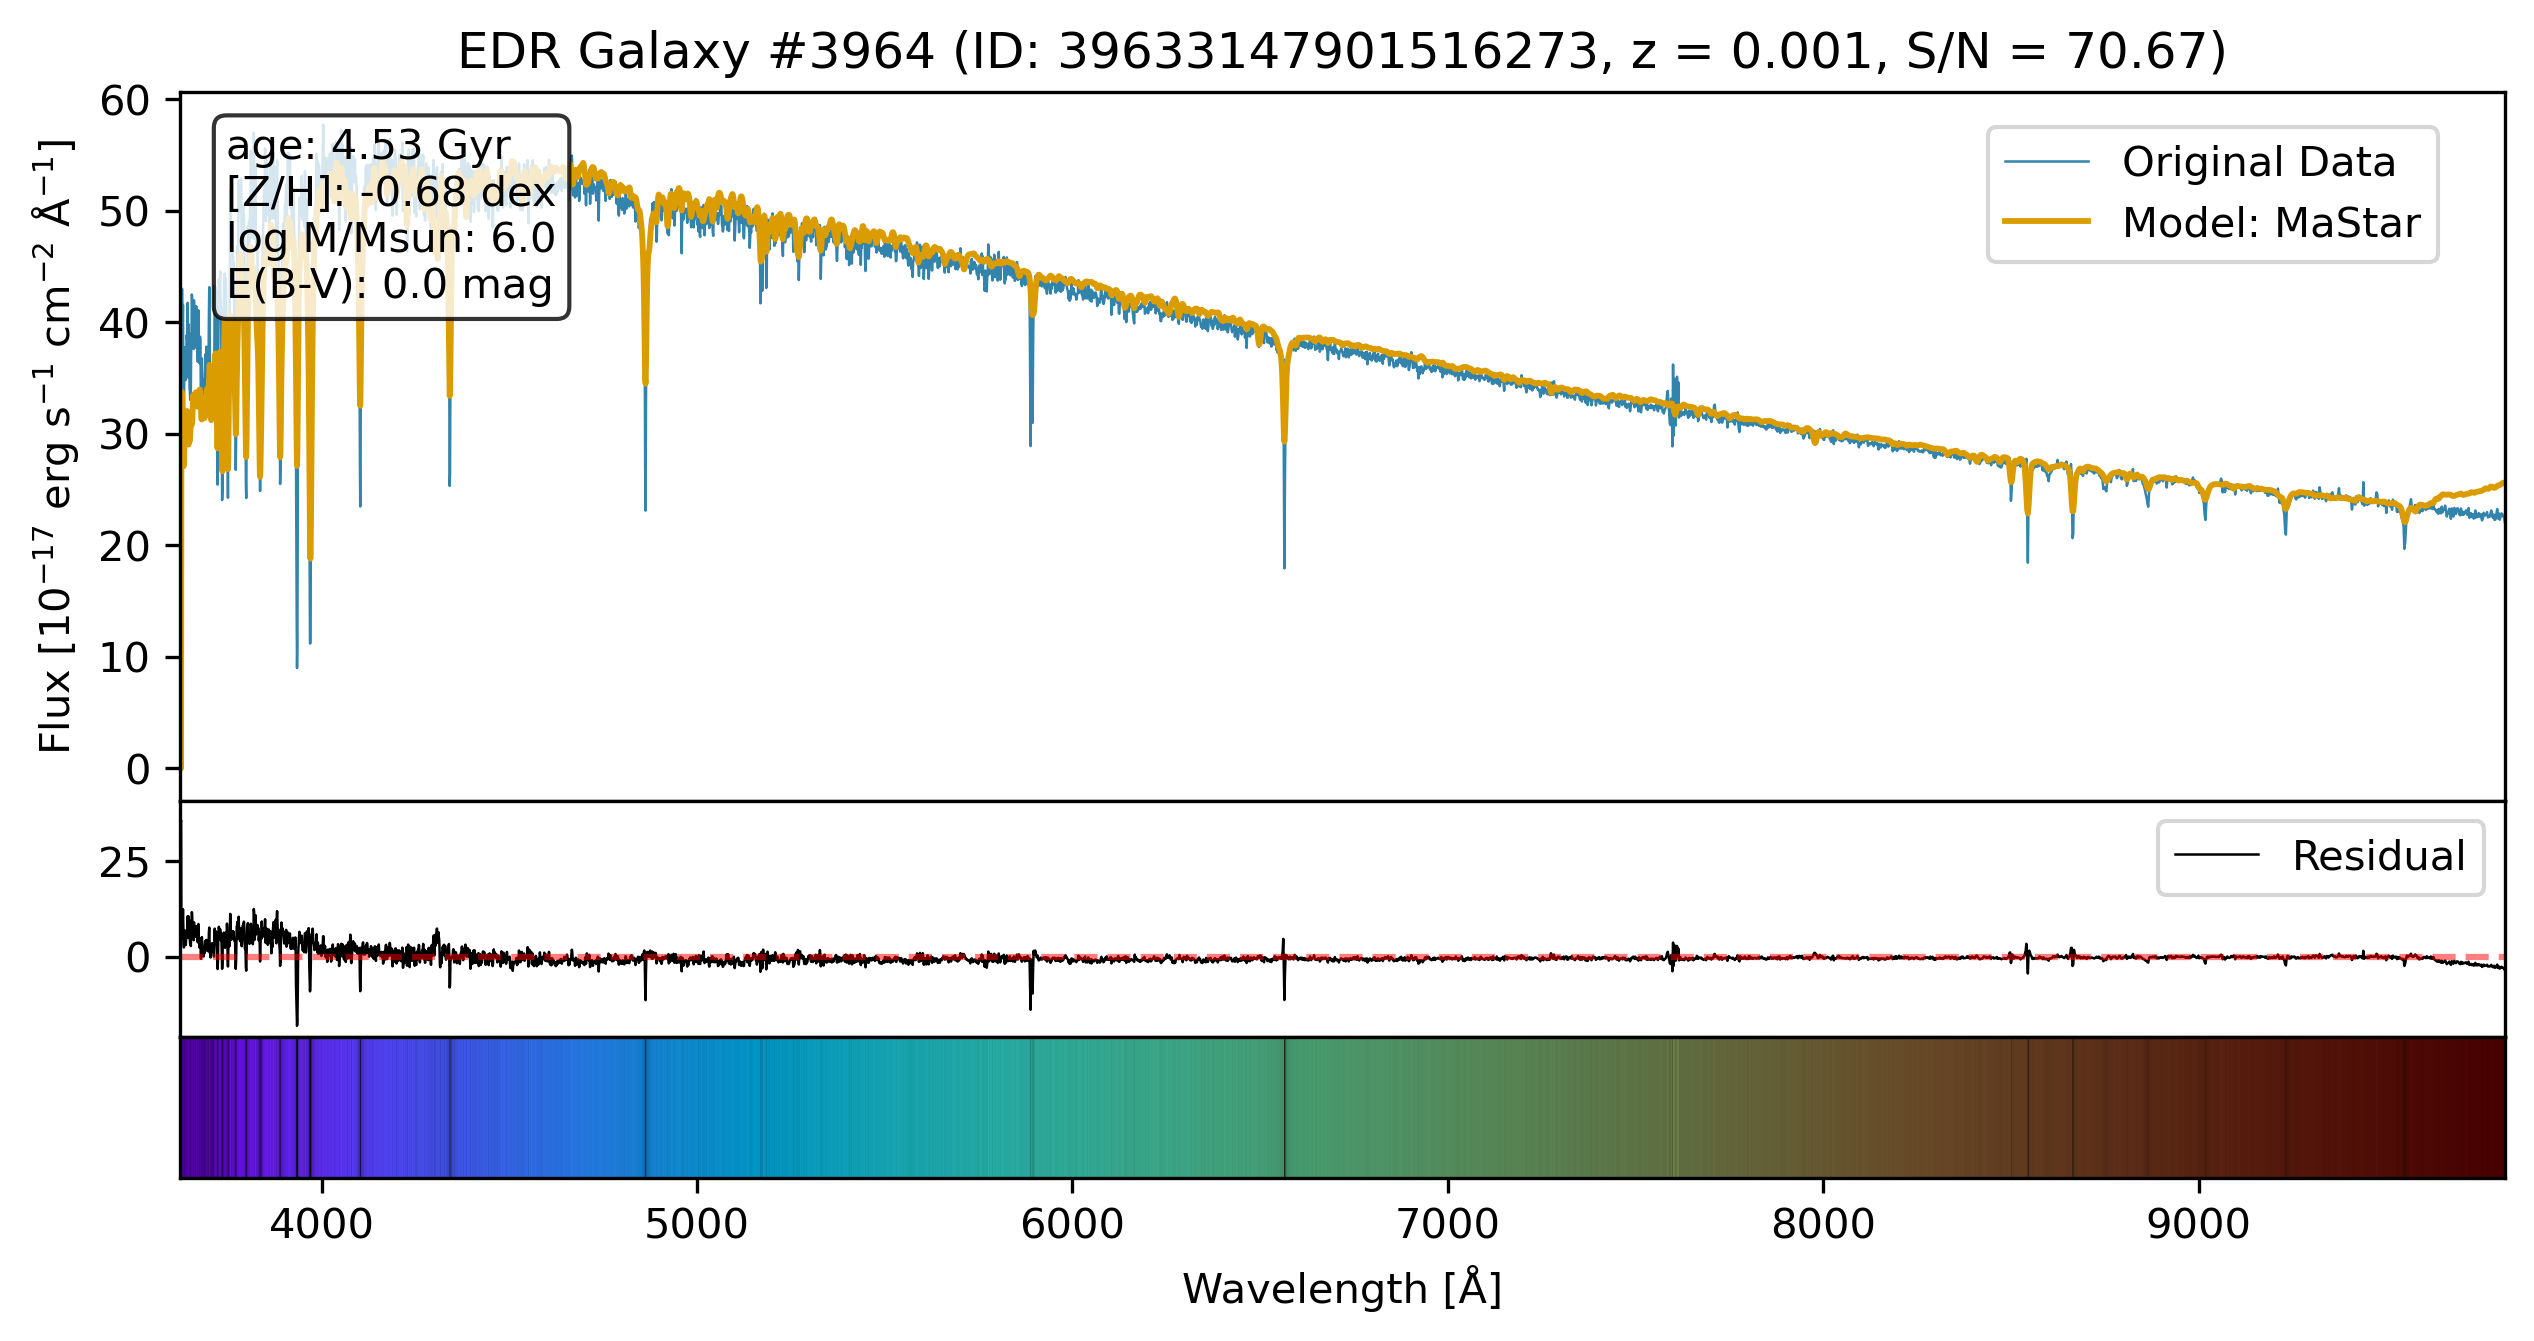 EDR Galaxy #3964 (ID: 39633147901516273, z = 0.001, S/N = 70.67)
Flux [10⁻¹⁷ erg s⁻¹ cm⁻² Å⁻¹]
60
50
40
30
20
10
0
age: 4.53 Gyr
[Z/H]: -0.68 dex
log M/Msun: 6.0
E(B-V): 0.0 mag
Original Data
Model: MaStar
25
0
Residual
4000 5000 6000 7000 8000 9000
Wavelength [Å]